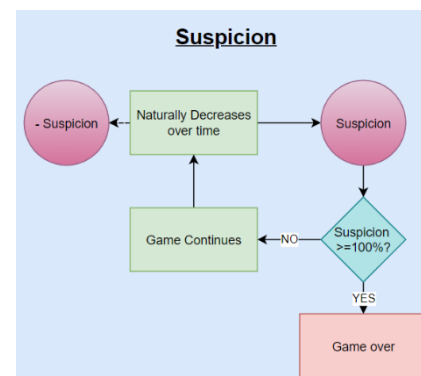 Suspicion
- Suspicion
Naturally Decreases
over time
Suspicion
Game Continues
NO
Suspicion
>=100%?
YES
Game over